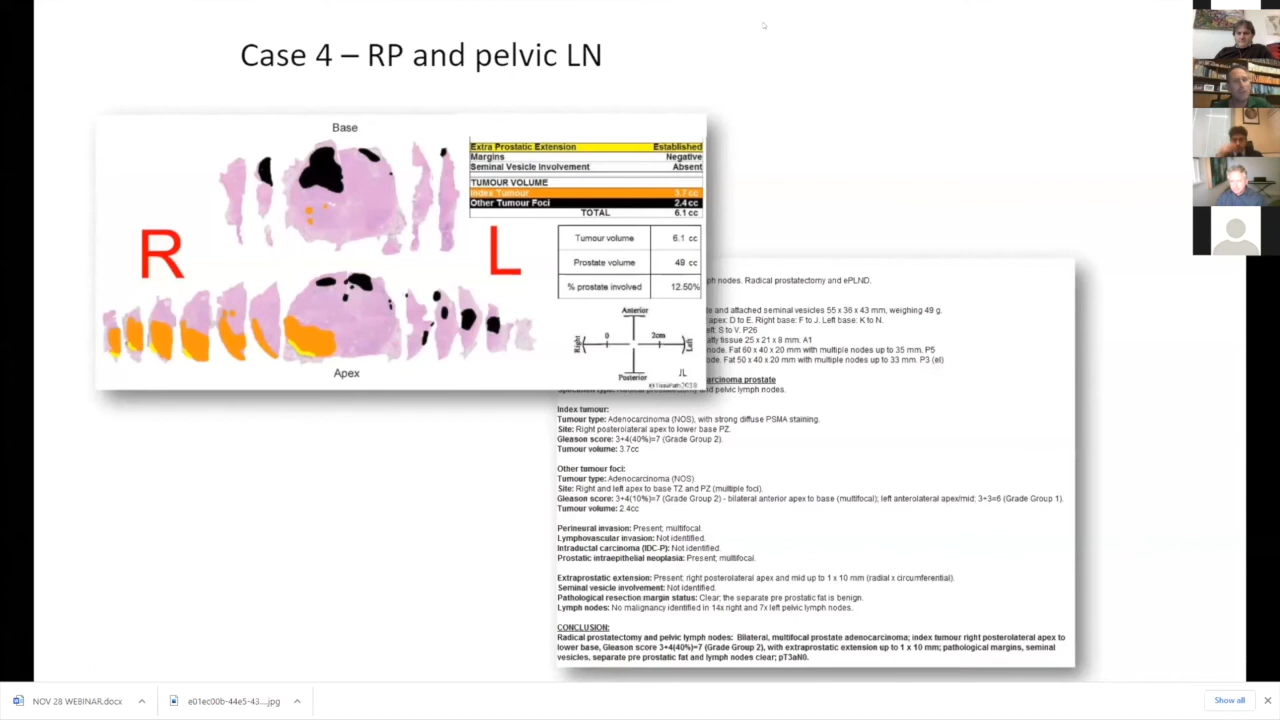 Case 4 – RP and pelvic LN
Base
R
L
Apex
Extra Prostatic Extension Established
Margins Negative
Seminal Vesicle Involvement Absent
TUMOUR VOLUME
Index Tumour 3.7 cc
Other Tumour Foci 2.4 cc
TOTAL 6.1 cc
Tumour volume 6.1 cc
Prostate volume 49 cc
% prostate involved 12.50%
Anterior
Right 0 2cm Left
Posterior
JL
©TissuPath2018
ph nodes. Radical prostatectomy and ePLND.
le and attached seminal vesicles 55 x 36 x 43 mm, weighing 49 g.
apex: D to E. Right base: F to J. Left base: K to N.
eft: S to V. P26
atty tissue 25 x 21 x 8 mm. A1
node. Fat 60 x 40 x 20 mm with multiple nodes up to 35 mm. P5
ode. Fat 50 x 40 x 20 mm with multiple nodes up to 33 mm. P3 (el)
arcinoma prostate
and pelvic lymph nodes.
Index tumour:
Tumour type: Adenocarcinoma (NOS), with strong diffuse PSMA staining.
Site: Right posterolateral apex to lower base PZ.
Gleason score: 3+4(40%)=7 (Grade Group 2).
Tumour volume: 3.7cc
Other tumour foci:
Tumour type: Adenocarcinoma (NOS)
Site: Right and left apex to base TZ and PZ (multiple foci).
Gleason score: 3+4(10%)=7 (Grade Group 2) - bilateral anterior apex to base (multifocal); left anterolateral apex/mid; 3+3=6 (Grade Group 1).
Tumour volume: 2.4cc
Perineural invasion: Present; multifocal.
Lymphovascular invasion: Not identified.
Intraductal carcinoma (IDC-P): Not identified.
Prostatic intraepithelial neoplasia: Present; multifocal.
Extraprostatic extension: Present; right posterolateral apex and mid up to 1 x 10 mm (radial x circumferential).
Seminal vesicle involvement: Not identified.
Pathological resection margin status: Clear; the separate pre prostatic fat is benign.
Lymph nodes: No malignancy identified in 14x right and 7x left pelvic lymph nodes.
CONCLUSION:
Radical prostatectomy and pelvic lymph nodes: Bilateral, multifocal prostate adenocarcinoma; index tumour right posterolateral apex to
lower base, Gleason score 3+4(40%)=7 (Grade Group 2), with extraprostatic extension up to 1 x 10 mm; pathological margins, seminal
vesicles, separate pre prostatic fat and lymph nodes clear; pT3aN0.
NOV 28 WEBINAR.docx
e01ec00b-44e5-43....jpg
Show all